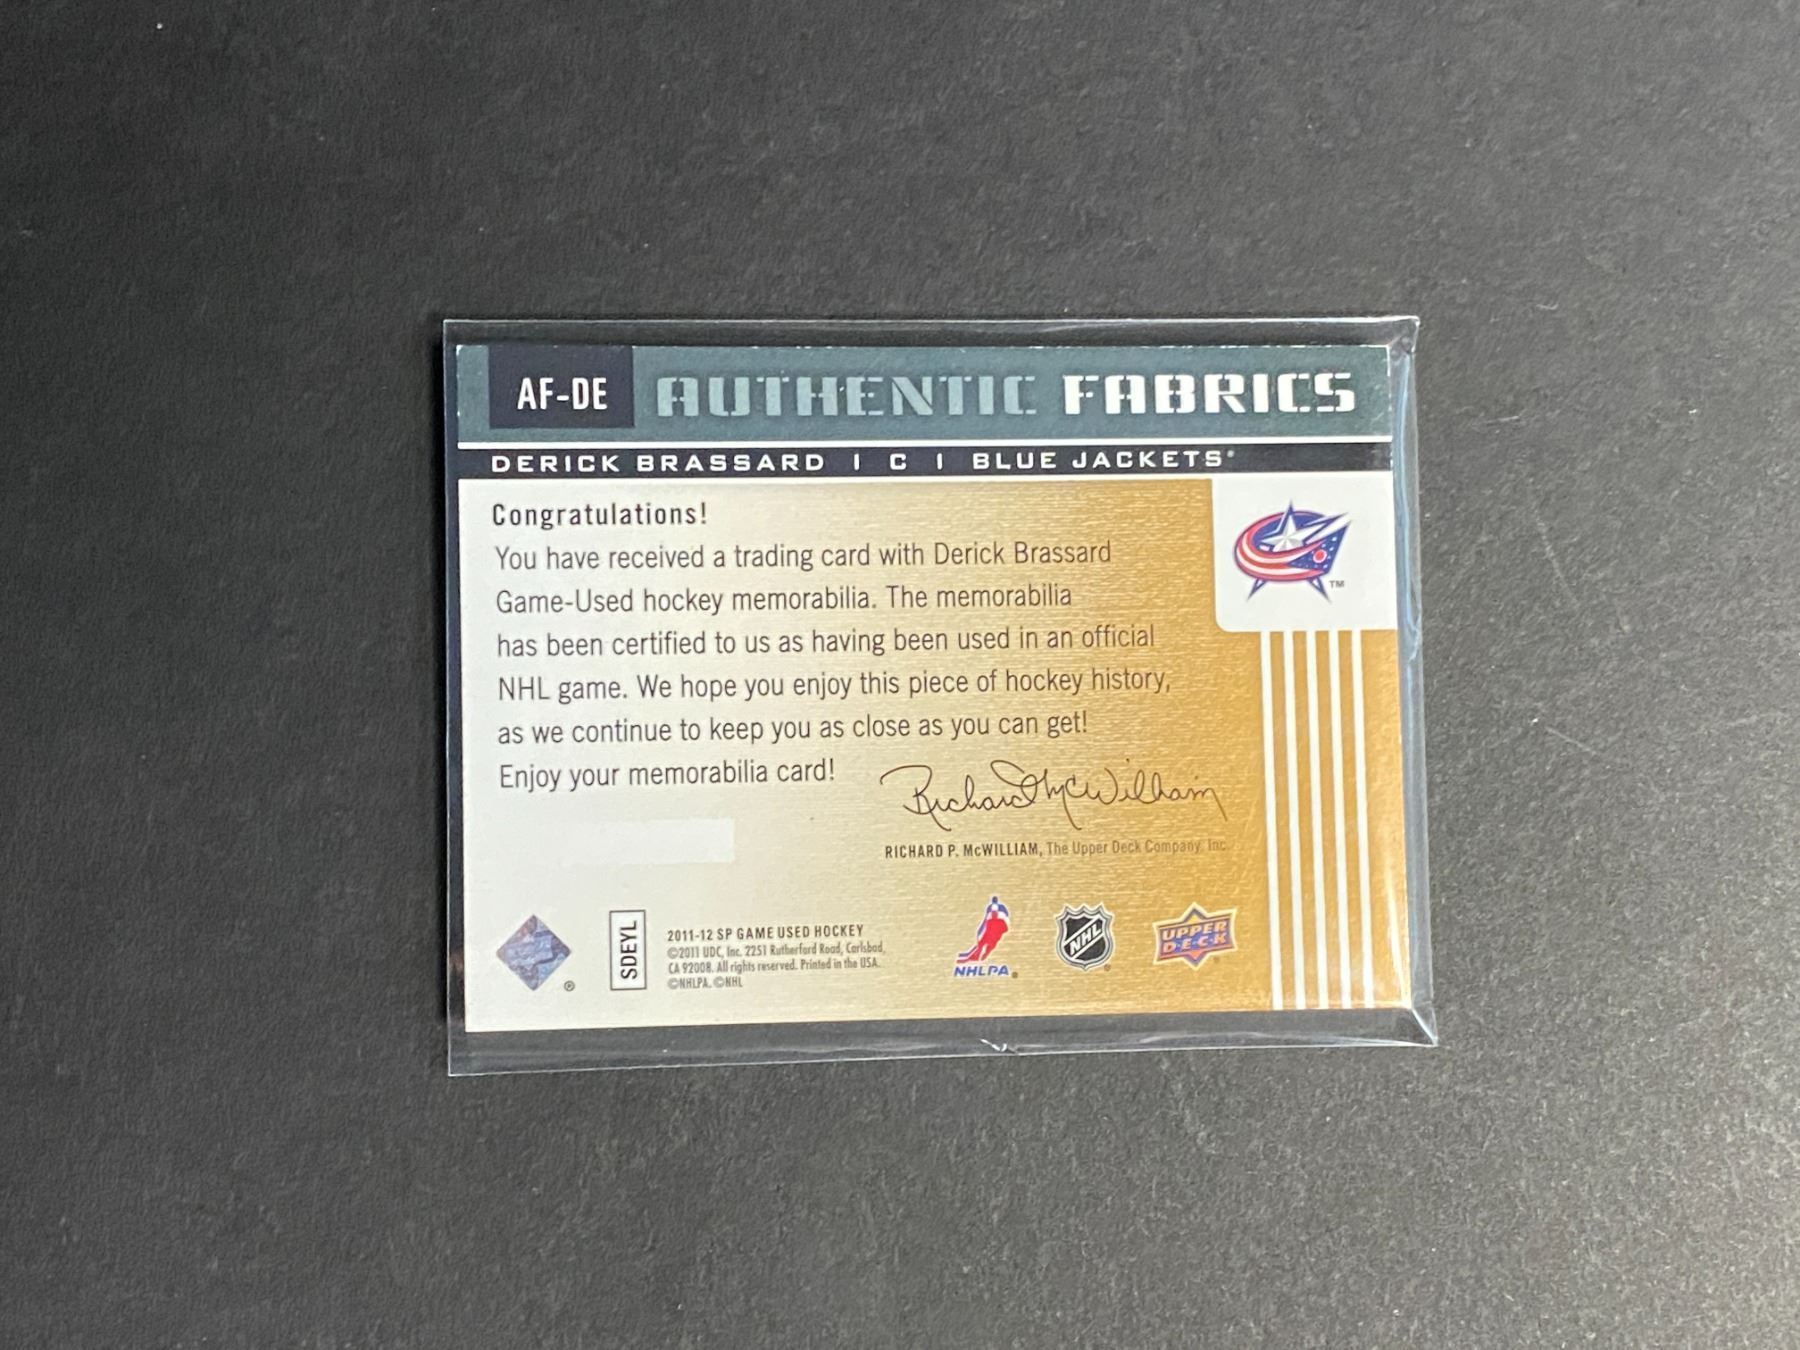 AF-DE AUTHENTIC FABRICS
DERICK BRASSARD | C | BLUE JACKETS®
Congratulations!
You have received a trading card with Derick Brassard
Game-Used hockey memorabilia. The memorabilia
has been certified to us as having been used in an official
NHL game. We hope you enjoy this piece of hockey history,
as we continue to keep you as close as you can get!
Enjoy your memorabilia card!
TM
Richard McWilliam
RICHARD P. McWILLIAM, The Upper Deck Company, Inc.
®
SDEYL
2011-12 SP GAME USED HOCKEY
©2011 UDC, Inc. 2251 Rutherford Road, Carlsbad,
CA 92008. All rights reserved. Printed in the USA.
©NHLPA. ©NHL
NHLPA®
NHL®
UPPER
DECK®